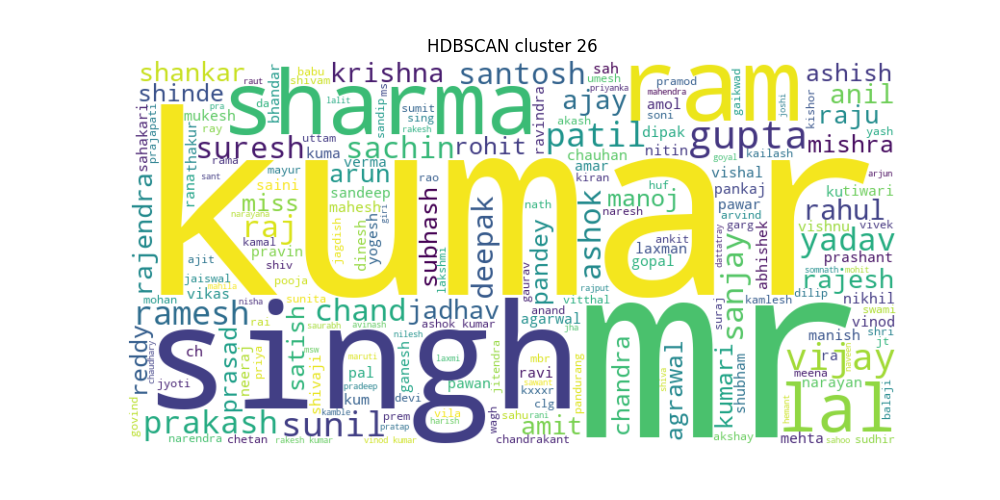 HDBSCAN cluster 26
kumar
mr
singh
sharma
ram
lal
gupta
patil
yadav
vijay
shankar
krishna
santosh
sah
umesh
priyanka
pramod
mahendra
ashish
shinde
babu
shivam
raut
lalit
ms
sandip
ajay
amol
soni
gaikwad
joshi
kishor
anil
raju
sahakari
prajapati
mukesh
pra
ray
da
bhandar
sumit
sing
rakesh
ravindra
akash
dipak
nitin
yash
mishra
suresh
uttam
kuma
sachin
rohit
chauhan
goyal
kailash
arjun
thakur
rana
rama
sant
mayur
verma
arun
rao
amar
kiran
huf
vishal
pankaj
ku
tiwari
rajendra
saini
miss
narayana
raj
sandeep
mahesh
subhash
deepak
nath
ashok
manoj
naresh
pawar
arvind
rahul
ankit
garg
vishnu
vivek
laxman
gopal
dattatray
abhishek
prashant
kamal
pravin
jagdish
dinesh
yogesh
giri
lakshmi
gaurav
pandey
rajput
sanjay
somnath
mohit
rajesh
ajit
shiv
jaiswal
mahila
pooja
vikas
mohan
nisha
sunita
vitthal
suraj
kamlesh
dilip
nikhil
swami
ramesh
chand
jadhav
anand
agarwal
vinod
shri
reddy
chaudhary
rai
saurabh
avinash
ashok kumar
nilesh
jha
manish
jt
ch
prasad
neeraj
priya
satish
msw
maruti
ganesh
laxmi
jitendra
mbr
ravi
pandurang
chandra
agrawal
kumari
shiva
shubham
ra
meena
narayan
neeta
jyoti
shivaji
pal
pradeep
kum
devi
pawan
samant
kxxxr
clg
balaji
hemant
govind
kamble
prakash
sunil
prem
pratap
vila
harish
sahu
rani
wagh
amit
akshay
mehta
sahoo
sudhir
narendra
chetan
rakesh kumar
vinod kumar
chandrakant